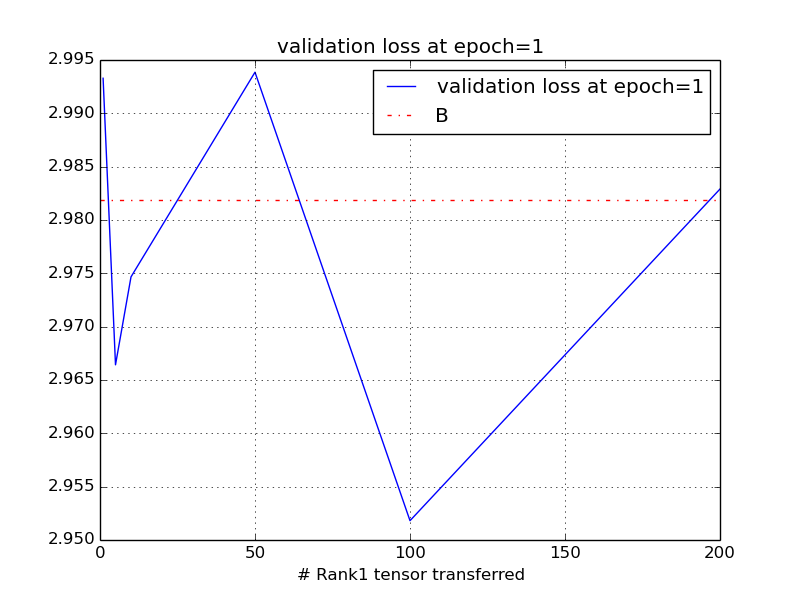 validation loss at epoch=1
validation loss at epoch=1
B
2.995
2.990
2.985
2.980
2.975
2.970
2.965
2.960
2.955
2.950
0 50 100 150 200
# Rank1 tensor transferred